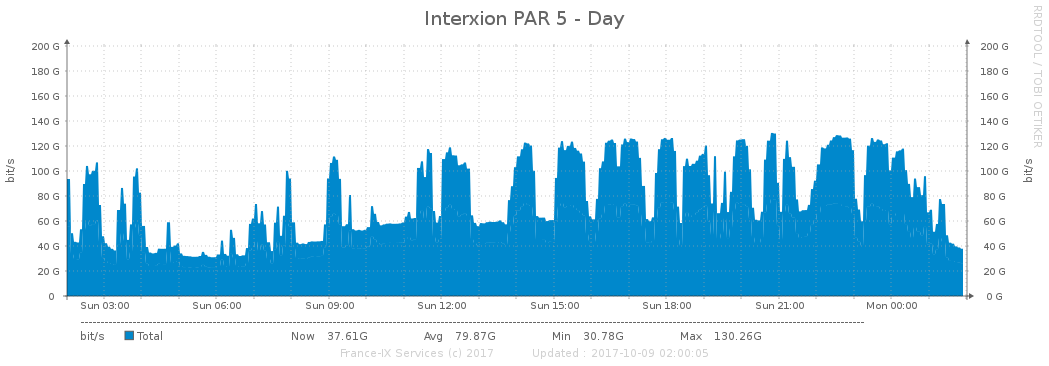 Interxion PAR 5 - Day
RRDTOOL / TOBI OETIKER
bit/s
bit/s
200 G 200 G
180 G 180 G
160 G 160 G
140 G 140 G
120 G 120 G
100 G 100 G
80 G 80 G
60 G 60 G
40 G 40 G
20 G 20 G
0 0 G
Sun 03:00 Sun 06:00 Sun 09:00 Sun 12:00 Sun 15:00 Sun 18:00 Sun 21:00 Mon 00:00
bit/s Total Now 37.61G Avg 79.87G Min 30.78G Max 130.26G
France-IX Services (c) 2017 Updated : 2017-10-09 02:00:05